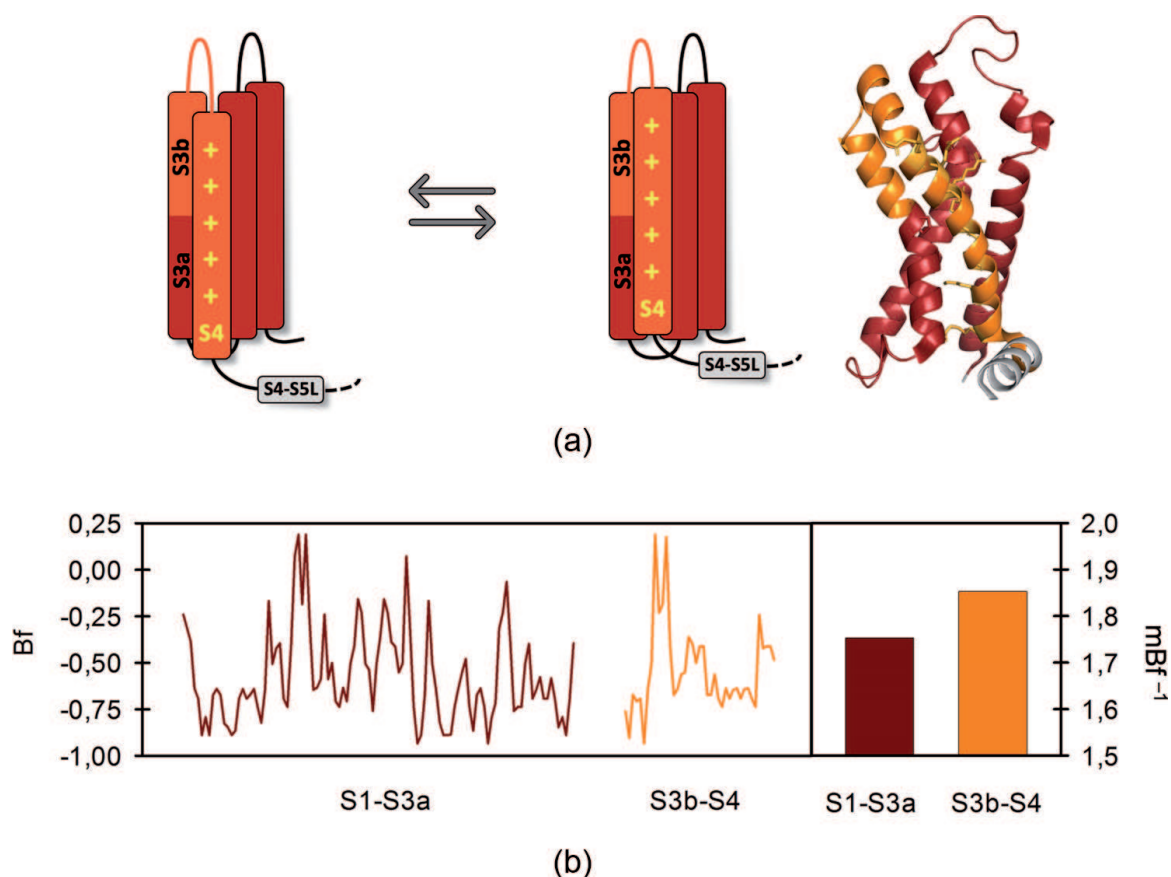 S3b
S3a
+
+
+
+
+
S4
S4-S5L
S3b
S3a
+
+
+
+
+
S4
S4-S5L
(a)
0,25
0,00
-0,25
-0,50
-0,75
-1,00
Bf
2,0
1,9
1,8
1,7
1,6
1,5
mBf⁻¹
S1-S3a
S3b-S4
S1-S3a
S3b-S4
(b)